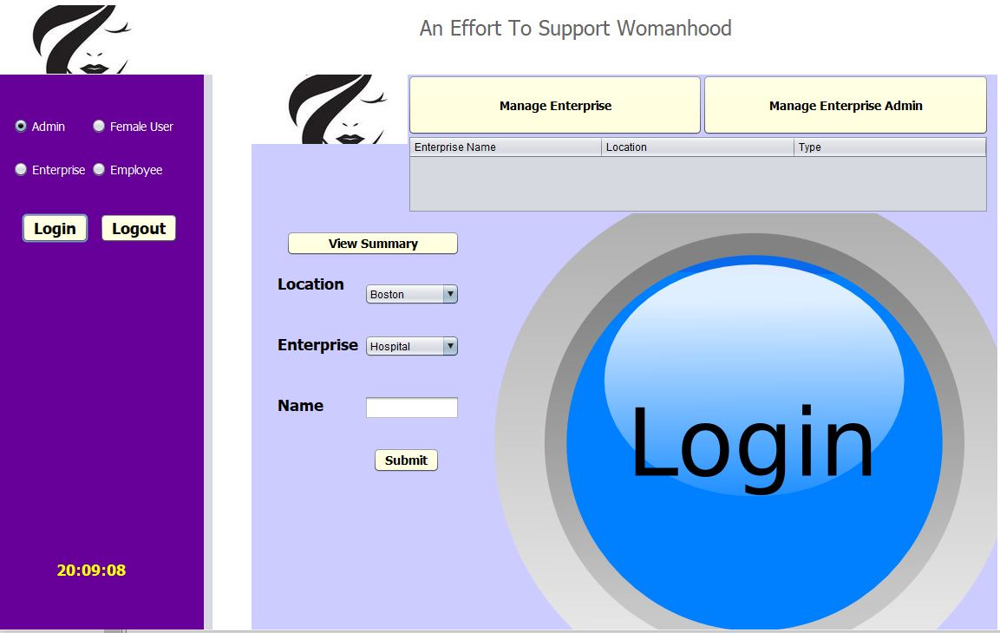 An Effort To Support Womanhood
Admin Female User
Enterprise Employee
Login Logout
20:09:08
Manage Enterprise Manage Enterprise Admin
Enterprise Name Location Type
View Summary
Location Boston
Enterprise Hospital
Name
Submit
Login